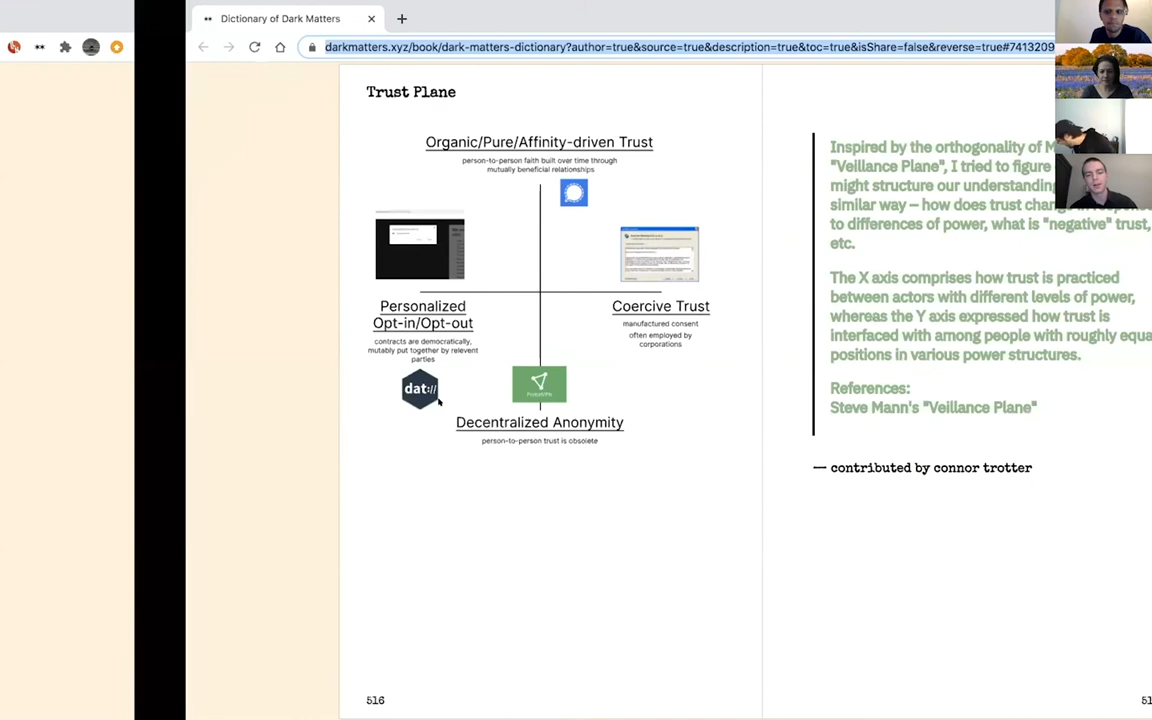 Dictionary of Dark Matters
darkmatters.xyz/book/dark-matters-dictionary?author=true&source=true&description=true&toc=true&isShare=false&reverse=true#7413209
Trust Plane
Organic/Pure/Affinity-driven Trust
person-to-person faith built over time through
mutually beneficial relationships
Personalized
Opt-in/Opt-out
contracts are democratically,
mutably put together by relevent
parties
Coercive Trust
manufactured consent
often employed by
corporations
dat://
ProtonVPN
Decentralized Anonymity
person-to-person trust is obsolete
516
Inspired by the orthogonality of
"Veillance Plane", I tried to figure
might structure our understanding
similar way – how does trust change in response
to differences of power, what is "negative" trust,
etc.
The X axis comprises how trust is practiced
between actors with different levels of power,
whereas the Y axis expressed how trust is
interfaced with among people with roughly equa
positions in various power structures.
References:
Steve Mann's "Veillance Plane"
— contributed by connor trotter
51